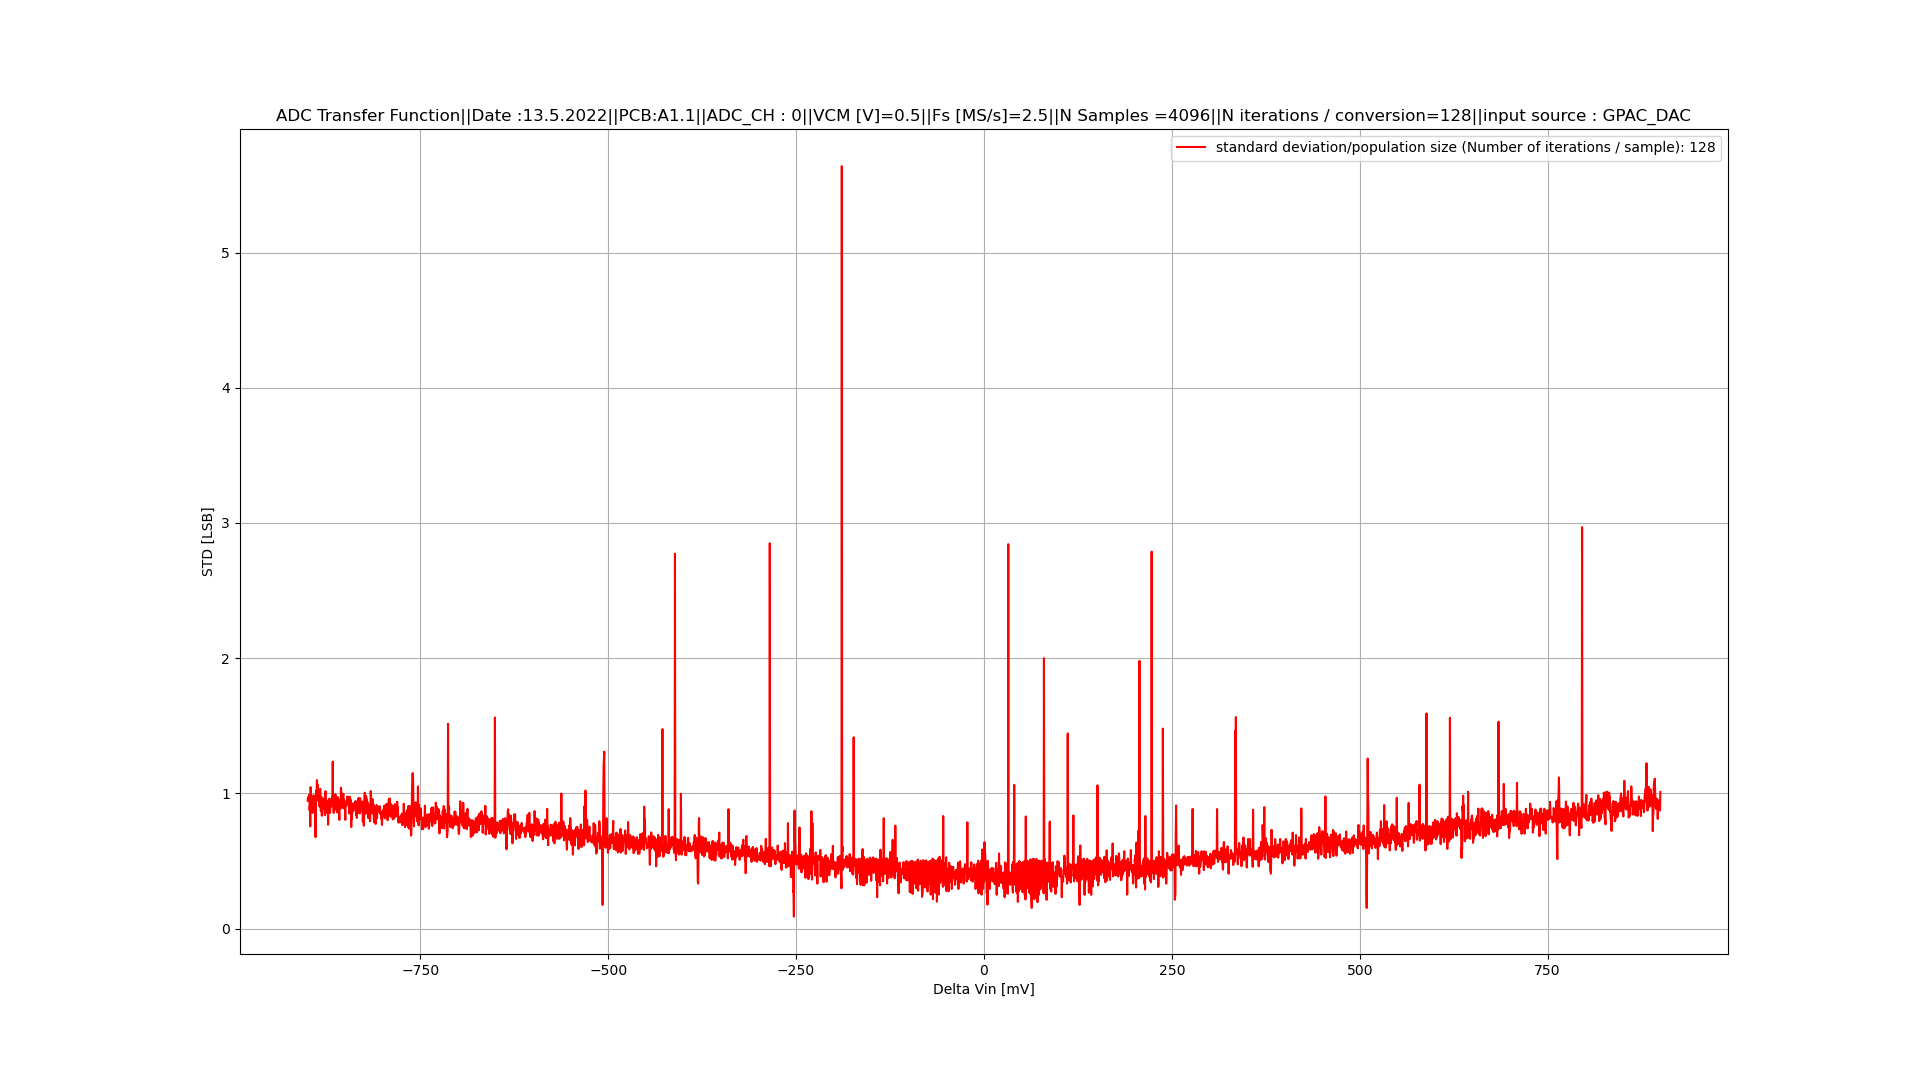 ADC Transfer Function||Date :13.5.2022||PCB:A1.1||ADC_CH : 0||VCM [V]=0.5||Fs [MS/s]=2.5||N Samples =4096||N iterations / conversion=128||input source : GPAC_DAC
standard deviation/population size (Number of iterations / sample): 128
5
4
3
2
1
0
STD [LSB]
−750 −500 −250 0 250 500 750
Delta Vin [mV]